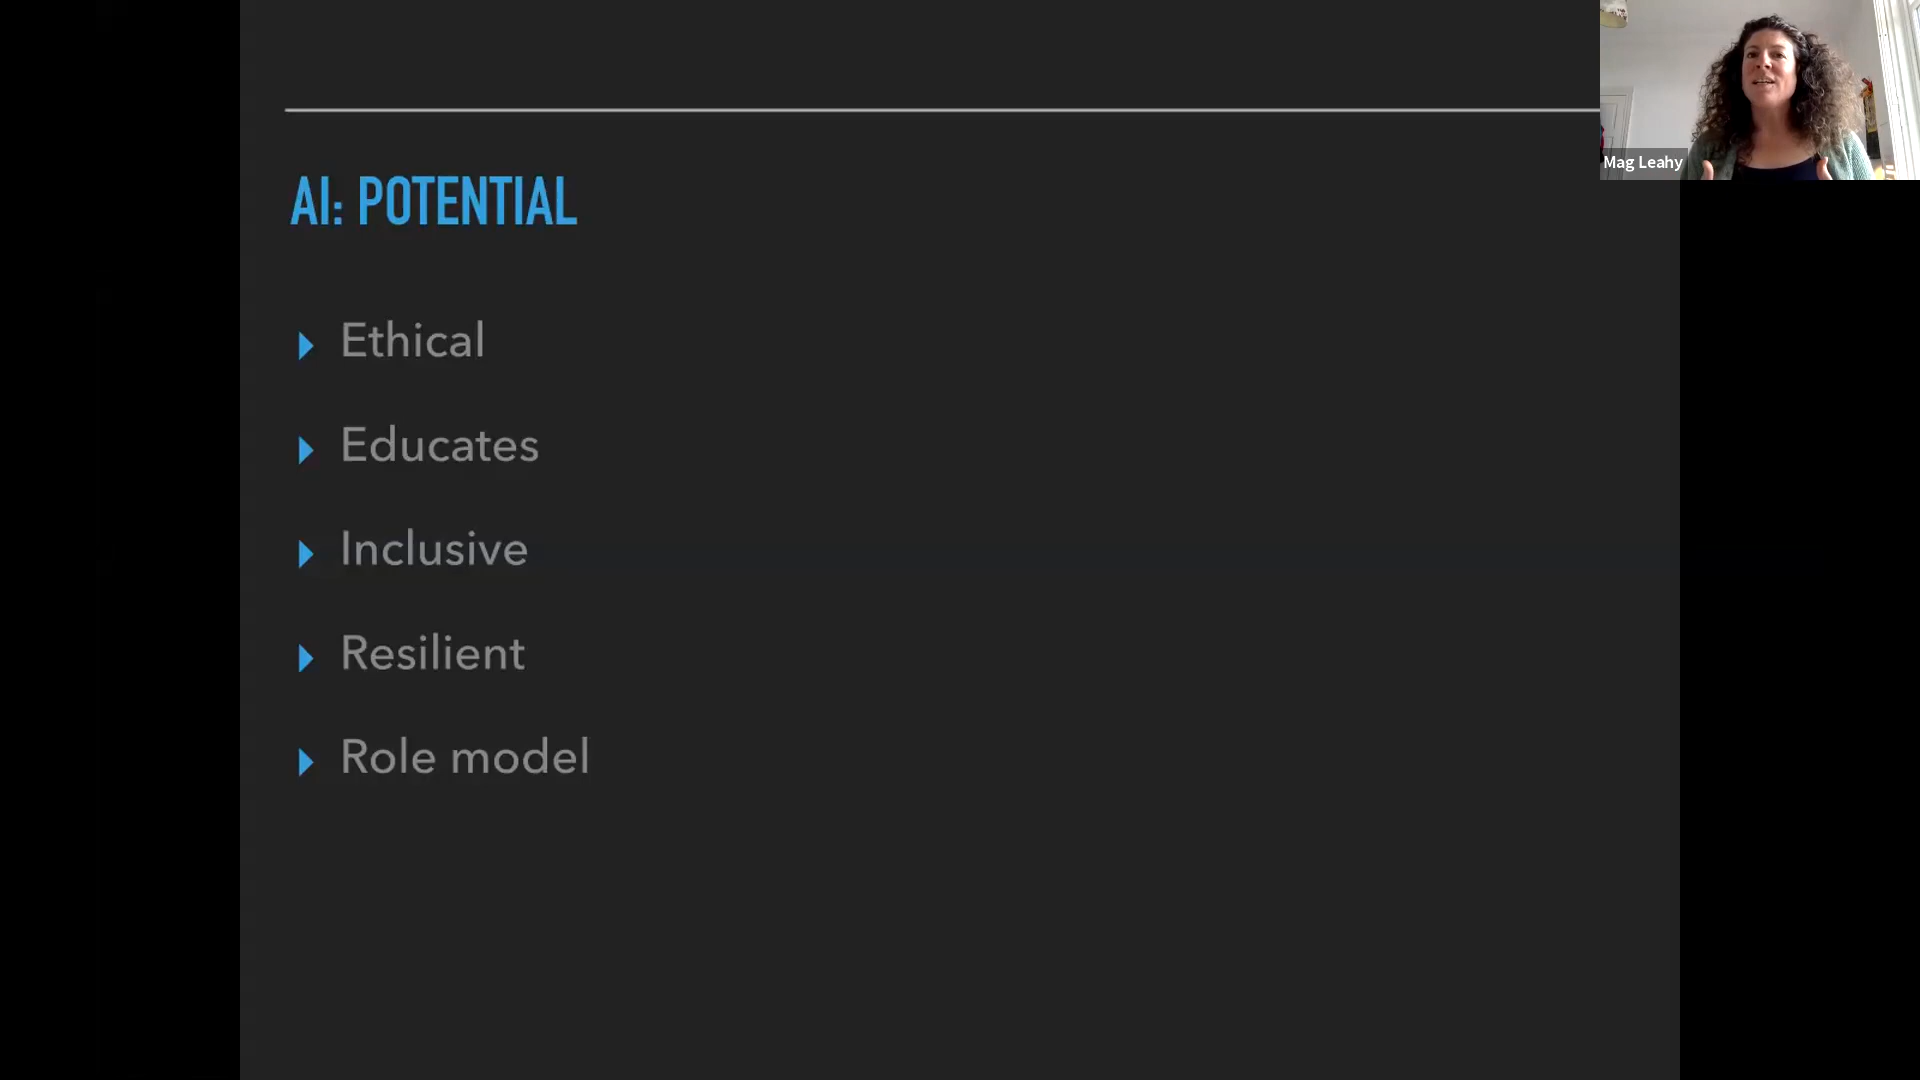 Mag Leahy
AI: POTENTIAL
Ethical
Educates
Inclusive
Resilient
Role model